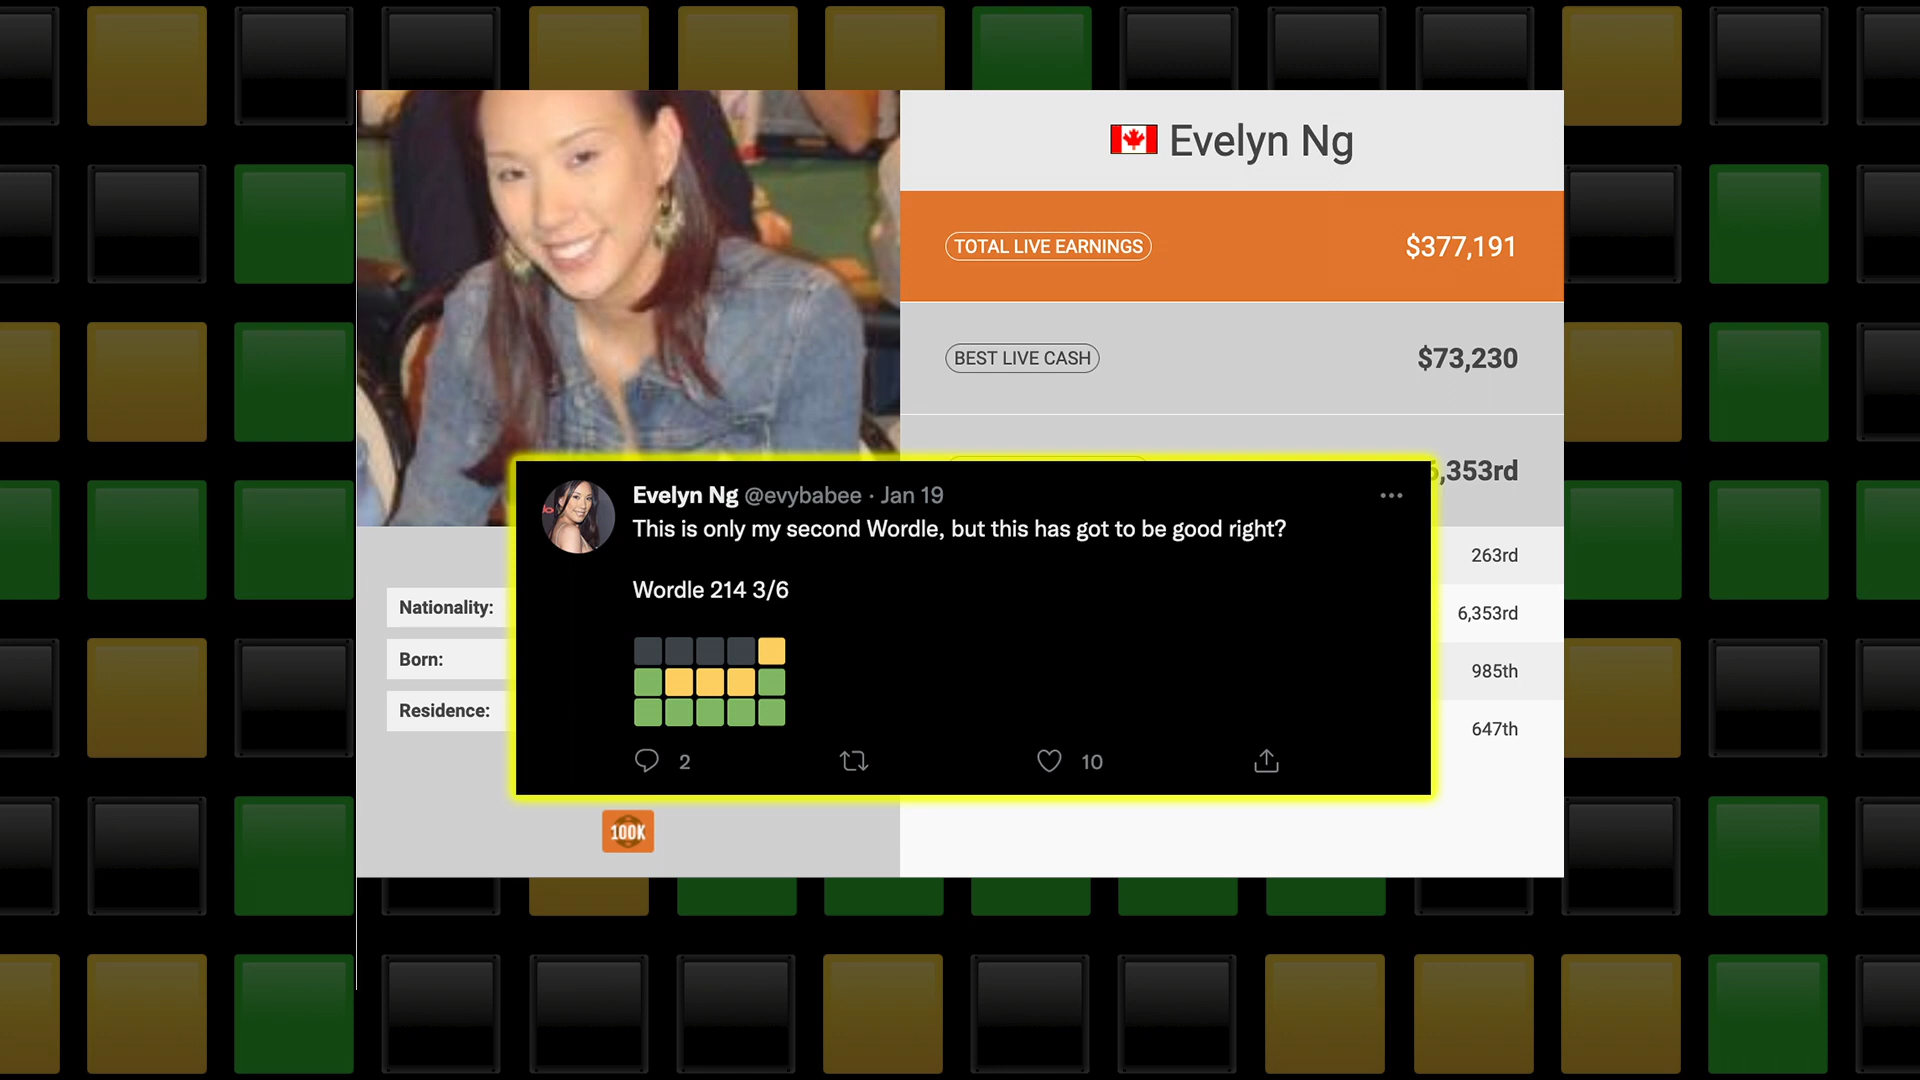 Evelyn Ng
TOTAL LIVE EARNINGS $377,191
BEST LIVE CASH $73,230
,353rd
263rd
6,353rd
985th
647th
Nationality:
Born:
Residence:
100K
Evelyn Ng @evybabee · Jan 19
This is only my second Wordle, but this has got to be good right?
Wordle 214 3/6
2
10